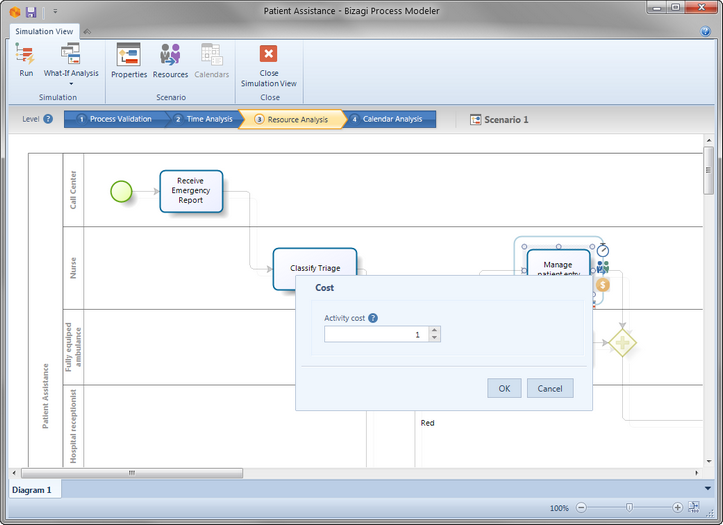 Patient Assistance - Bizagi Process Modeler
Simulation View
Run
What-If Analysis
Properties
Resources
Calendars
Close
Simulation View
Simulation
Scenario
Close
Level ?
1 Process Validation
2 Time Analysis
3 Resource Analysis
4 Calendar Analysis
Scenario 1
Patient Assistance
Call Center
Receive
Emergency
Report
Nurse
Classify Triage
Manage
patient entry
Cost
Activity cost ?
1
OK
Cancel
Fully equiped
ambulance
Hospital receptionist
Red
Diagram 1
100%